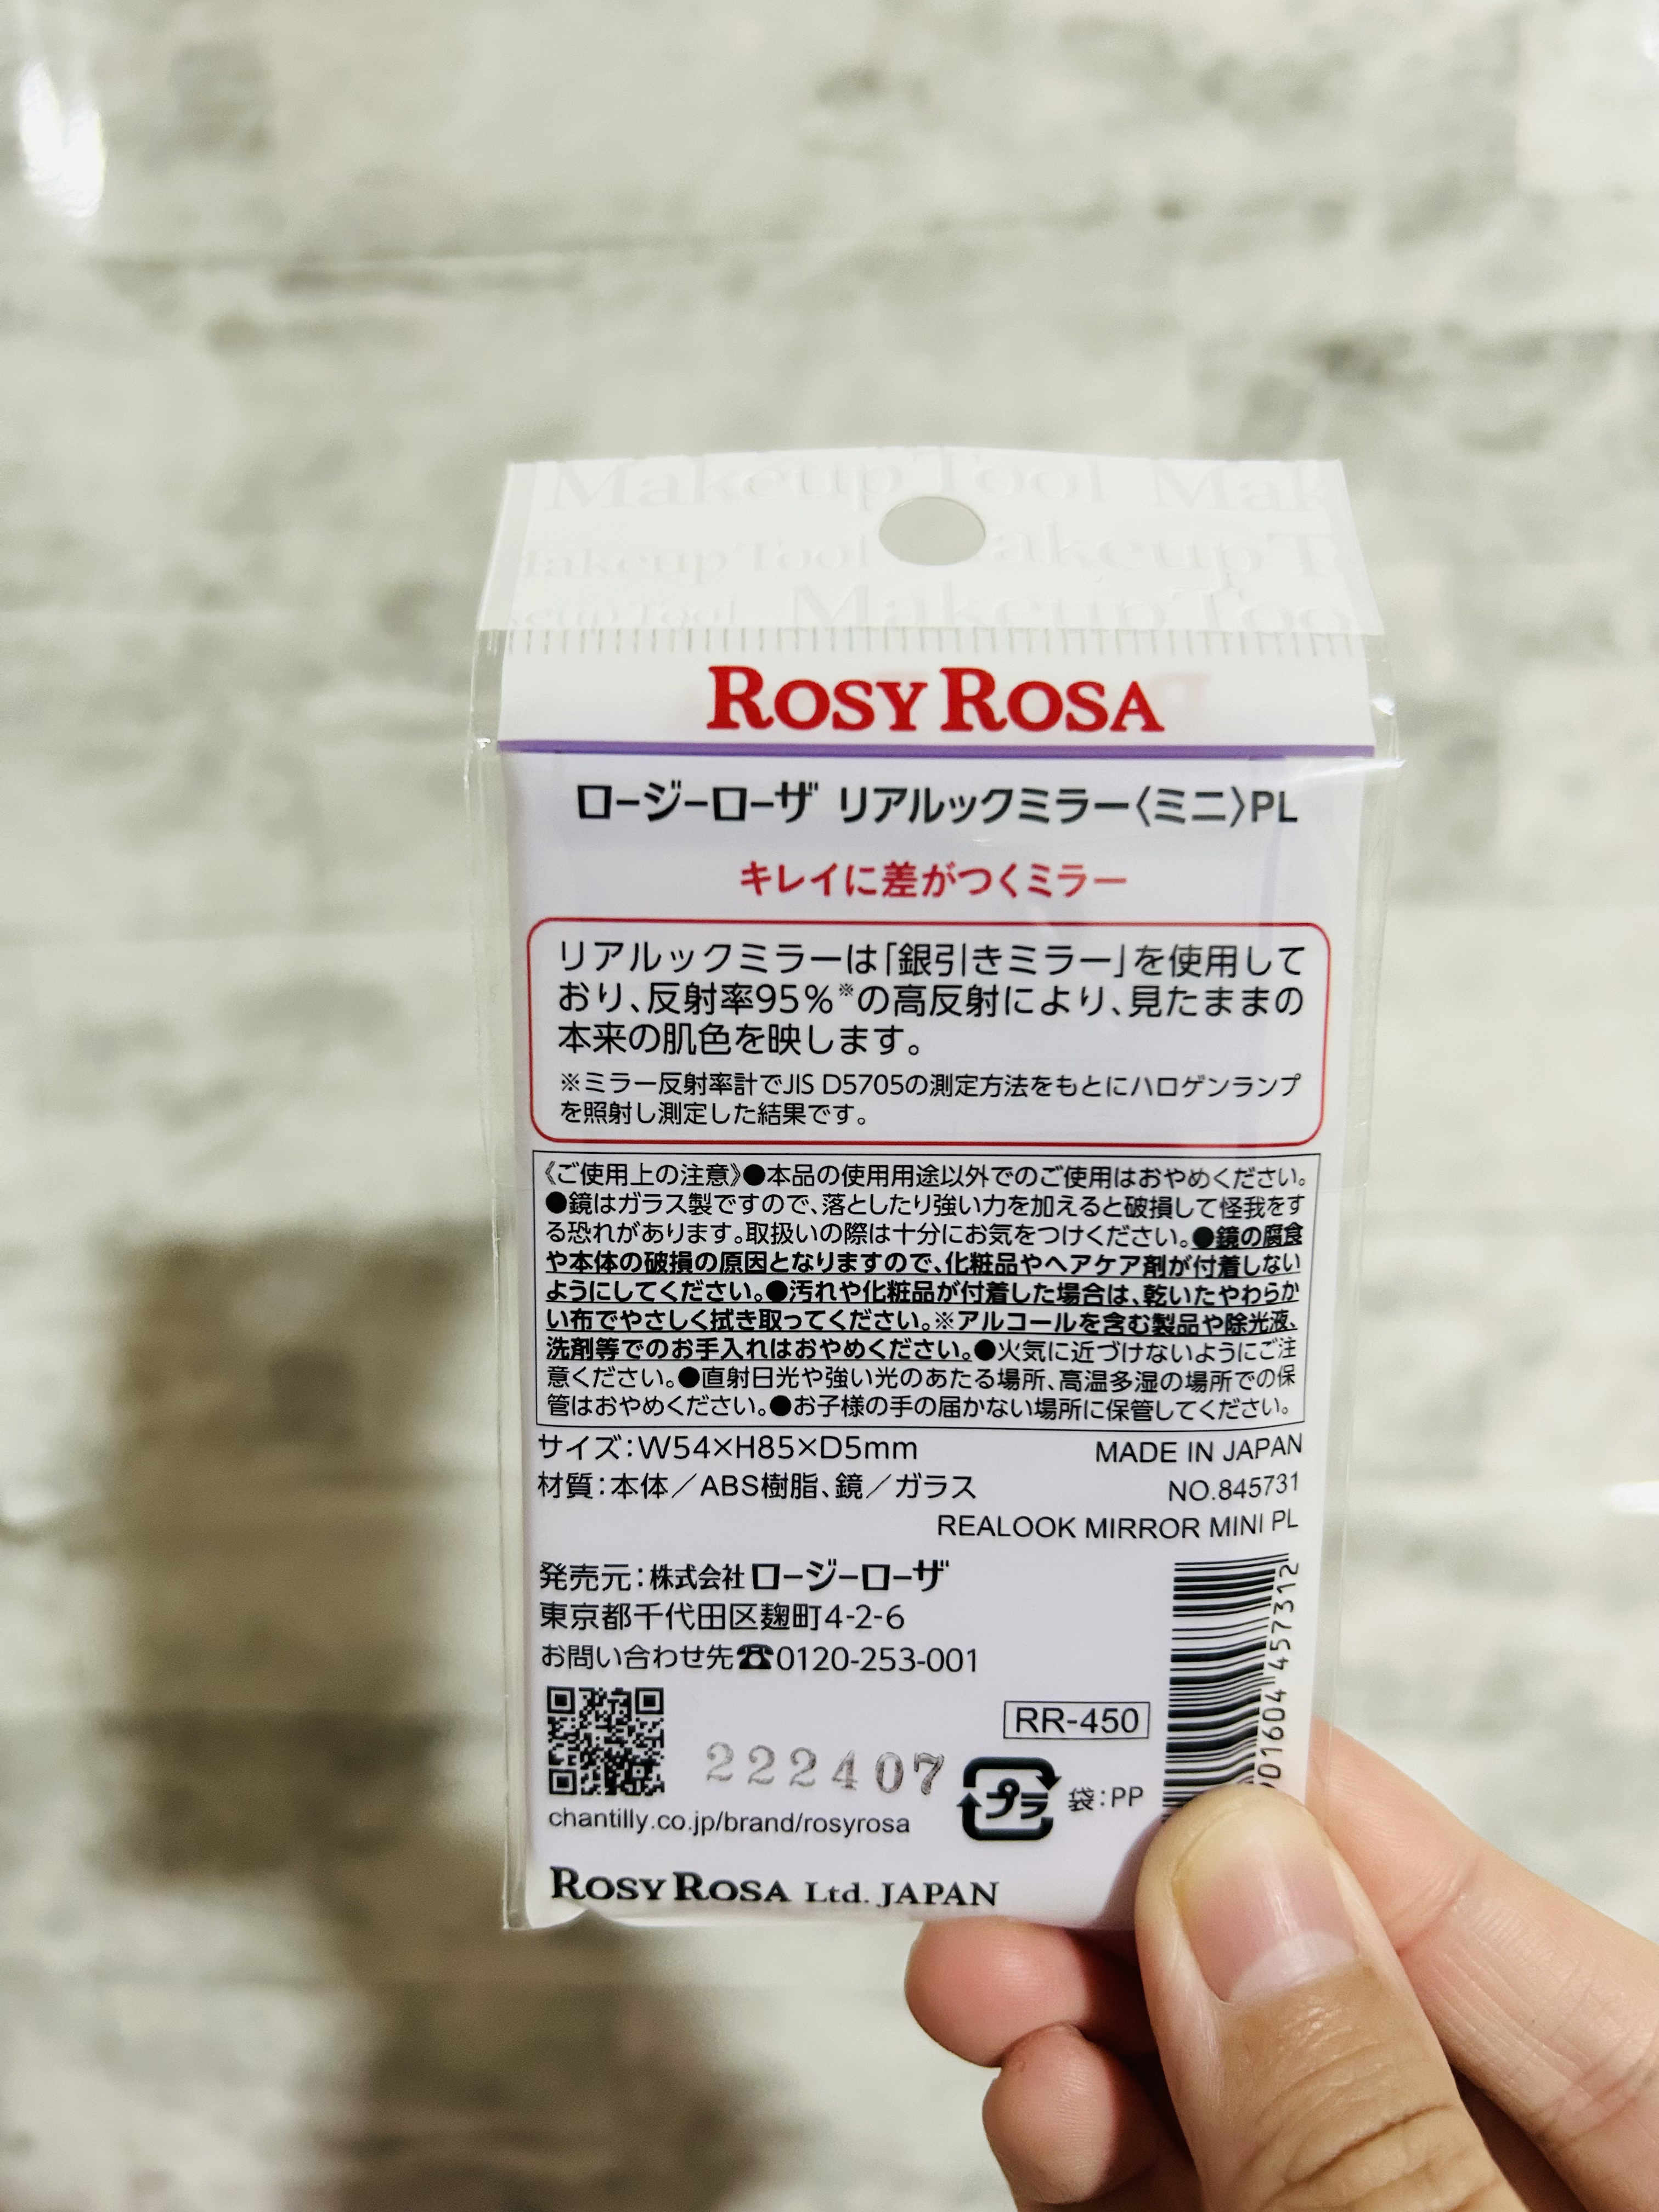 Makeup Tool Mak
Makeup Tool
Makeup Too
ROSY ROSA
ロージーローザ リアルックミラー〈ミニ〉PL
キレイに差がつくミラー
リアルックミラーは「銀引きミラー」を使用して
おり、反射率95%※の高反射により、見たままの
本来の肌色を映します。
※ミラー反射率計でJIS D5705の測定方法をもとにハロゲンランプ
を照射し測定した結果です。
《ご使用上の注意》●本品の使用用途以外でのご使用はおやめください。
●鏡はガラス製ですので、落としたり強い力を加えると破損して怪我をす
る恐れがあります。取扱いの際は十分にお気をつけください。●鏡の腐食
や本体の破損の原因となりますので、化粧品やヘアケア剤が付着しない
ようにしてください。●汚れや化粧品が付着した場合は、乾いたやわらか
い布でやさしく拭き取ってください。※アルコールを含む製品や除光液、
洗剤等でのお手入れはおやめください。●火気に近づけないようにご注
意ください。●直射日光や強い光のあたる場所、高温多湿の場所での保
管はおやめください。●お子様の手の届かない場所に保管してください。
サイズ:W54×H85×D5mm
材質:本体/ABS樹脂、鏡/ガラス
MADE IN JAPAN
NO.845731
REALOOK MIRROR MINI PL
発売元:株式会社ロージーローザ
東京都千代田区麹町4-2-6
お問い合わせ先☎0120-253-001
RR-450
222407
プラ
袋:PP
chantilly.co.jp/brand/rosyrosa
ROSY ROSA Ltd. JAPAN
901604 457312